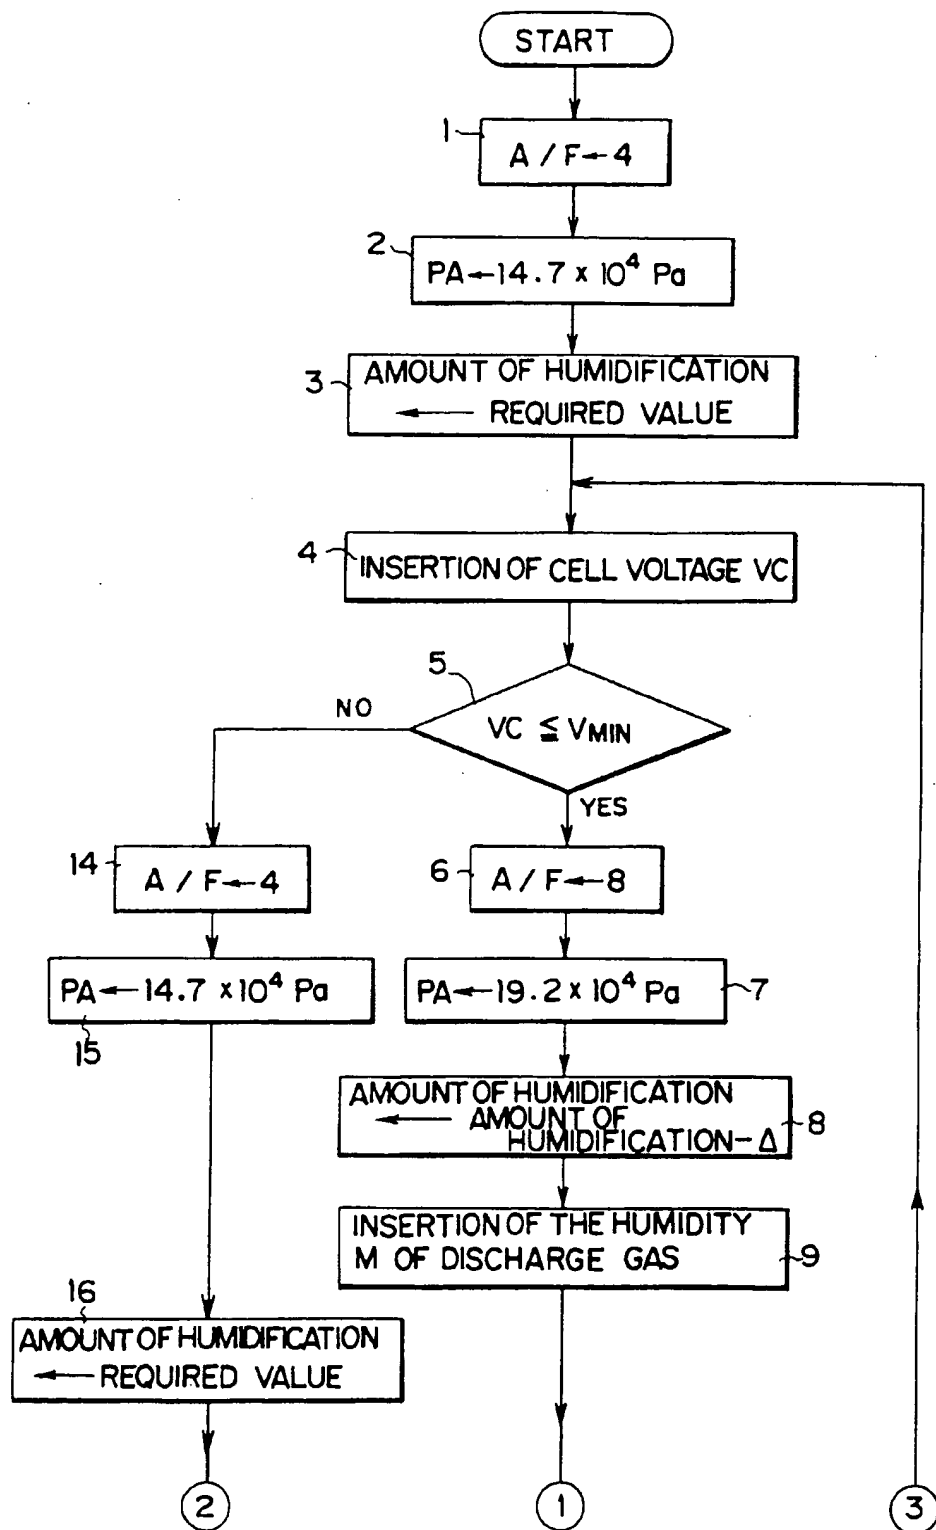 START
1
A / F ← 4
2
PA ← 14.7 × 10⁴ Pa
3
AMOUNT OF HUMIDIFICATION
← REQUIRED VALUE
4
INSERTION OF CELL VOLTAGE VC
5
NO
VC ≦ VMIN
YES
14
A / F ← 4
6
A / F ← 8
PA ← 14.7 × 10⁴ Pa
15
PA ← 19.2 × 10⁴ Pa
7
AMOUNT OF HUMIDIFICATION
← AMOUNT OF
HUMIDIFICATION - Δ
8
INSERTION OF THE HUMIDITY
M OF DISCHARGE GAS
9
16
AMOUNT OF HUMIDIFICATION
← REQUIRED VALUE
2
1
3